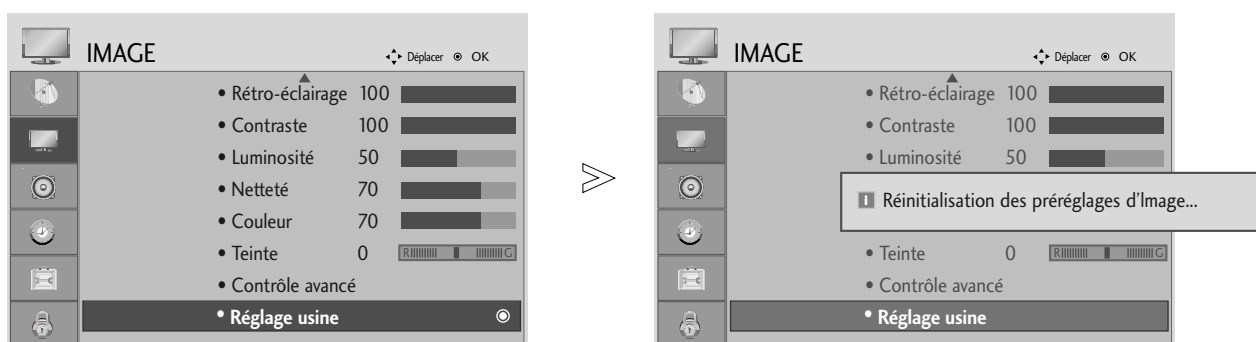 IMAGE
Déplacer OK
• Rétro-éclairage 100
• Contraste 100
• Luminosité 50
• Netteté 70
• Couleur 70
• Teinte 0 R G
• Contrôle avancé
• Réglage usine
IMAGE
Déplacer OK
• Rétro-éclairage 100
• Contraste 100
• Luminosité 50
Réinitialisation des préréglages d'Image...
• Teinte 0 R G
• Contrôle avancé
• Réglage usine